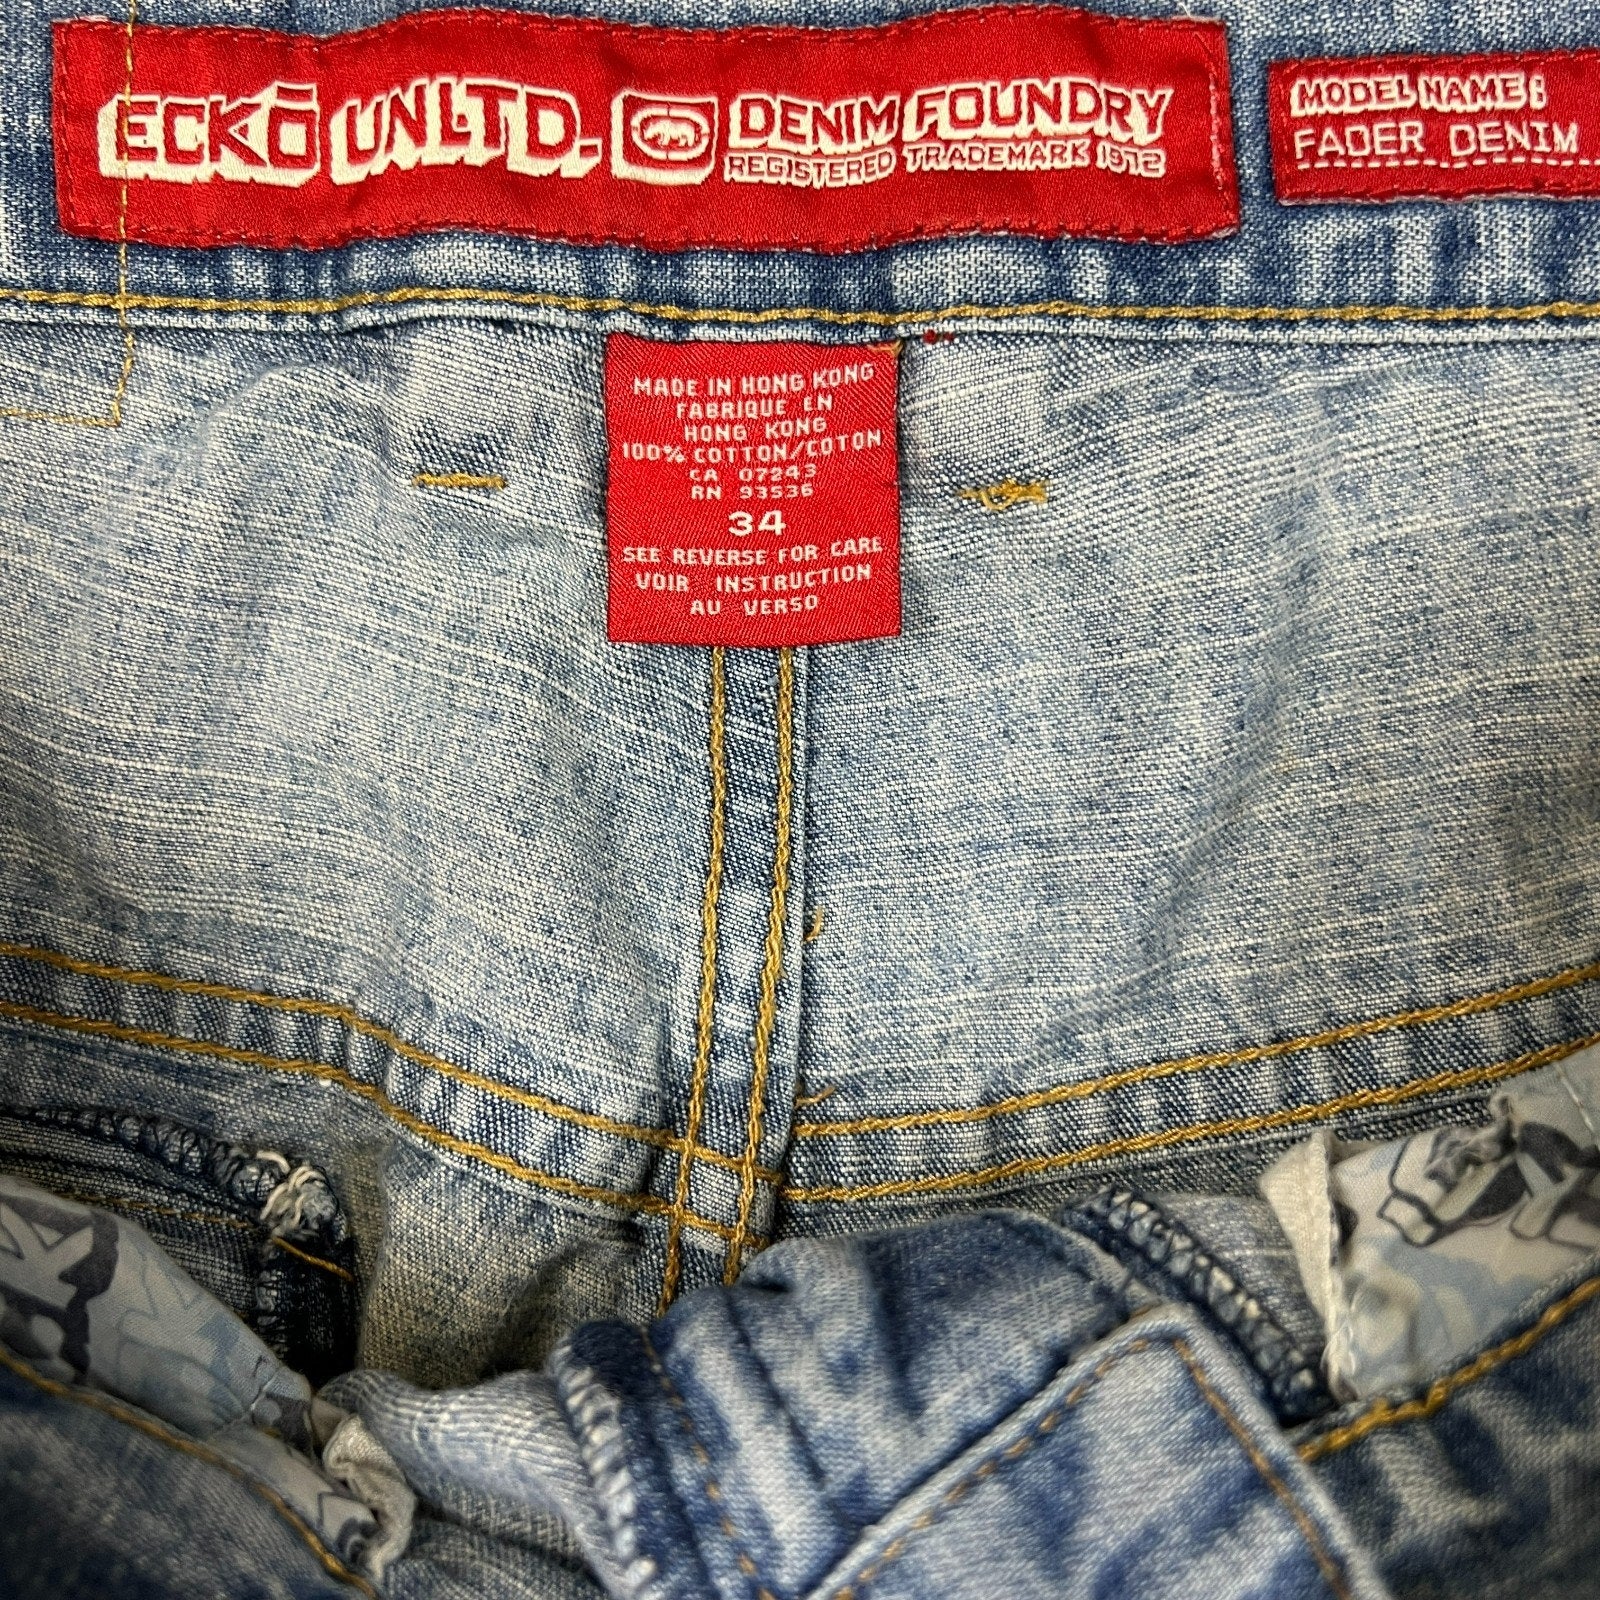 ECKŌ UNLTD. DENIM FOUNDRY
REGISTERED TRADEMARK 1972
MODEL NAME:
FADER DENIM
MADE IN HONG KONG
FABRIQUE EN
HONG KONG
100% COTTON/COTON
CA 07243
RN 93536
34
SEE REVERSE FOR CARE
VOIR INSTRUCTION
AU VERSO